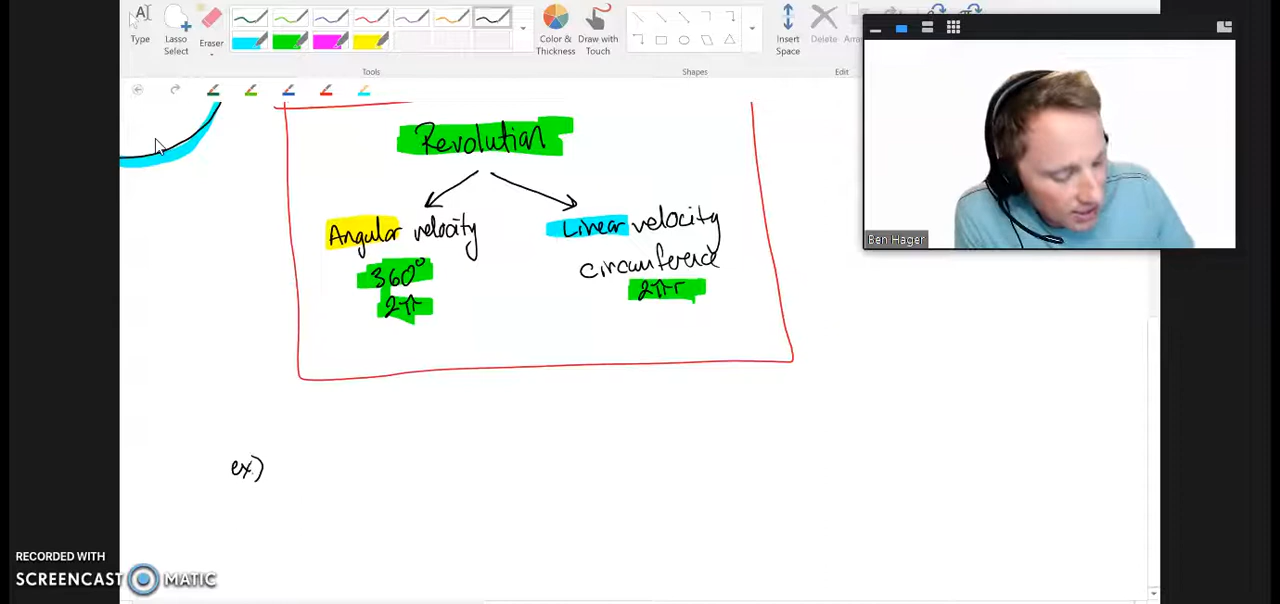 Type
Lasso
Select
Eraser
Color &
Thickness
Draw with
Touch
Insert
Space
Delete
Tools
Shapes
Edit
Ben Hager
Revolution
Angular velocity
Linear velocity
360°
circumference
2π
2πr
ex)
RECORDED WITH
SCREENCAST MATIC